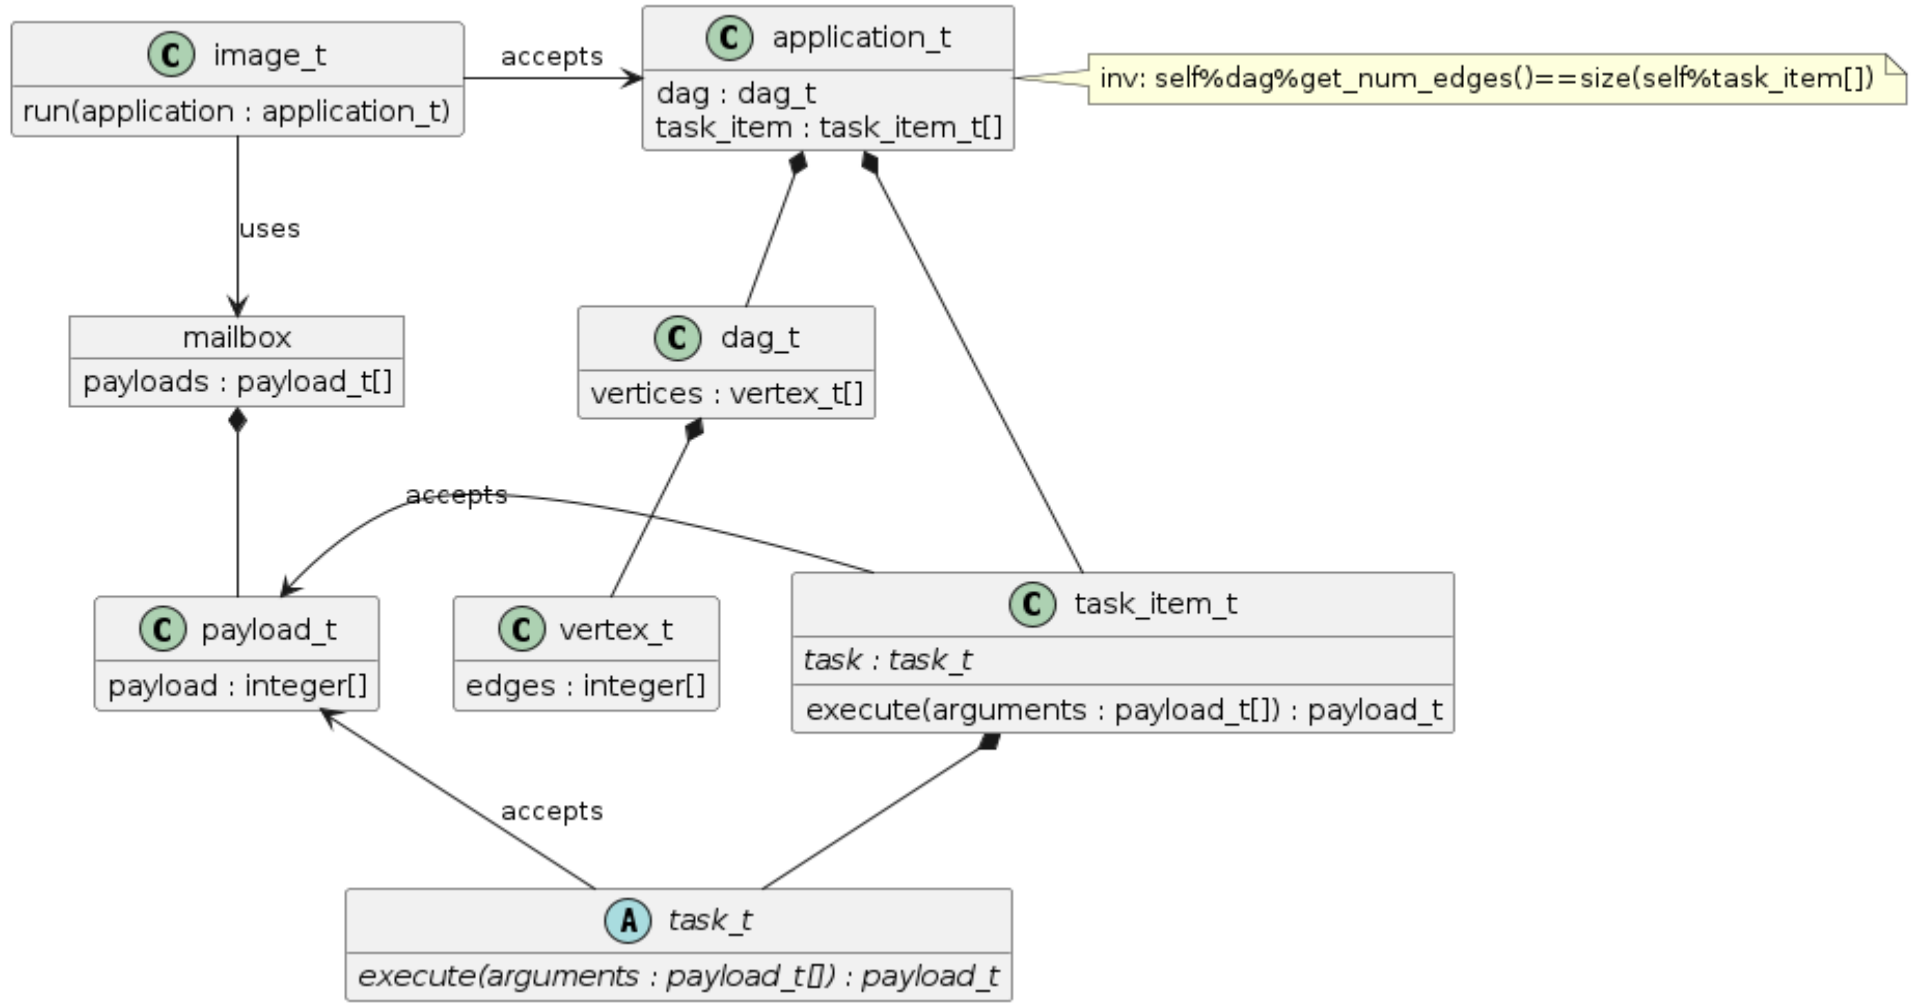 C image_t
run(application : application_t)
accepts
C application_t
dag : dag_t
task_item : task_item_t[]
inv: self%dag%get_num_edges()==size(self%task_item[])
uses
mailbox
payloads : payload_t[]
C dag_t
vertices : vertex_t[]
accepts
C payload_t
payload : integer[]
C vertex_t
edges : integer[]
C task_item_t
task : task_t
execute(arguments : payload_t[]) : payload_t
accepts
A task_t
execute(arguments : payload_t[]) : payload_t